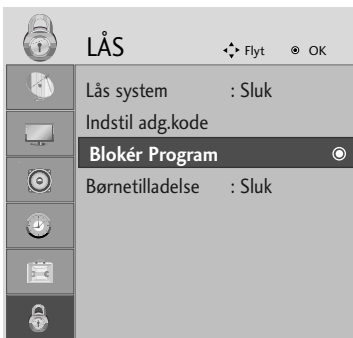 LÅS Flyt OK
Lås system : Sluk
Indstil adg.kode
Blokér Program
Børnetilladelse : Sluk